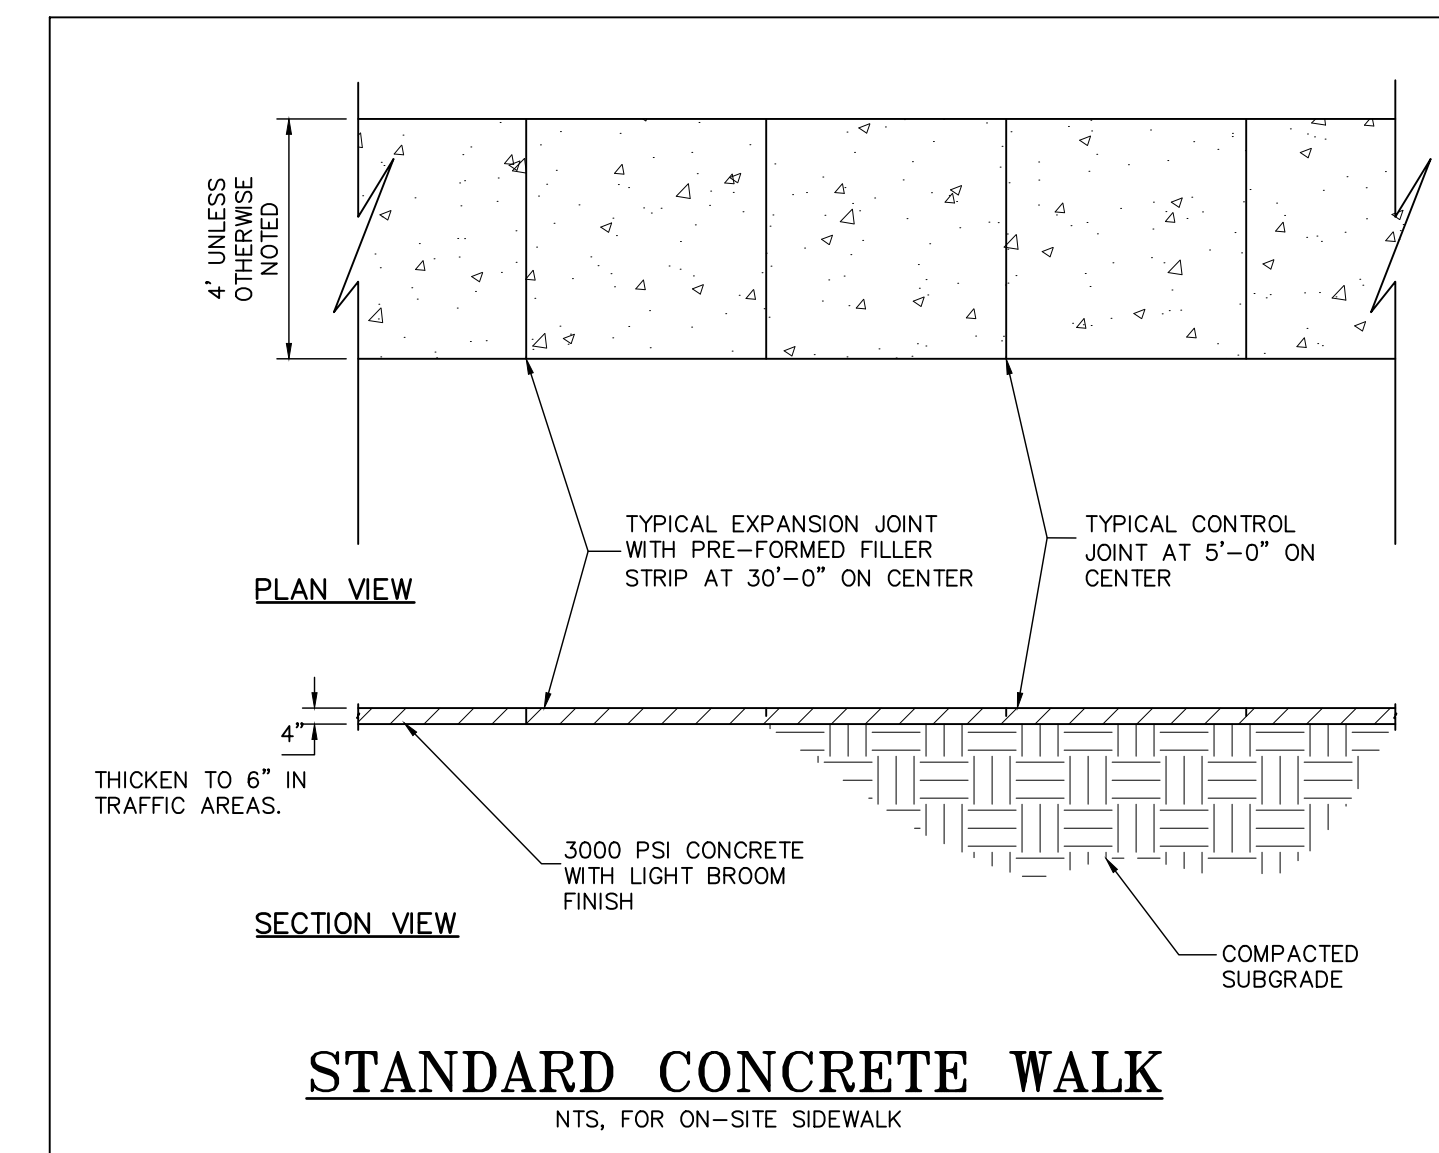 4' UNLESS
OTHERWISE
NOTED
TYPICAL EXPANSION JOINT
WITH PRE-FORMED FILLER
STRIP AT 30'-0" ON CENTER
TYPICAL CONTROL
JOINT AT 5'-0" ON
CENTER
PLAN VIEW
4"
THICKEN TO 6" IN
TRAFFIC AREAS.
3000 PSI CONCRETE
WITH LIGHT BROOM
FINISH
SECTION VIEW
COMPACTED
SUBGRADE
STANDARD CONCRETE WALK
NTS, FOR ON-SITE SIDEWALK